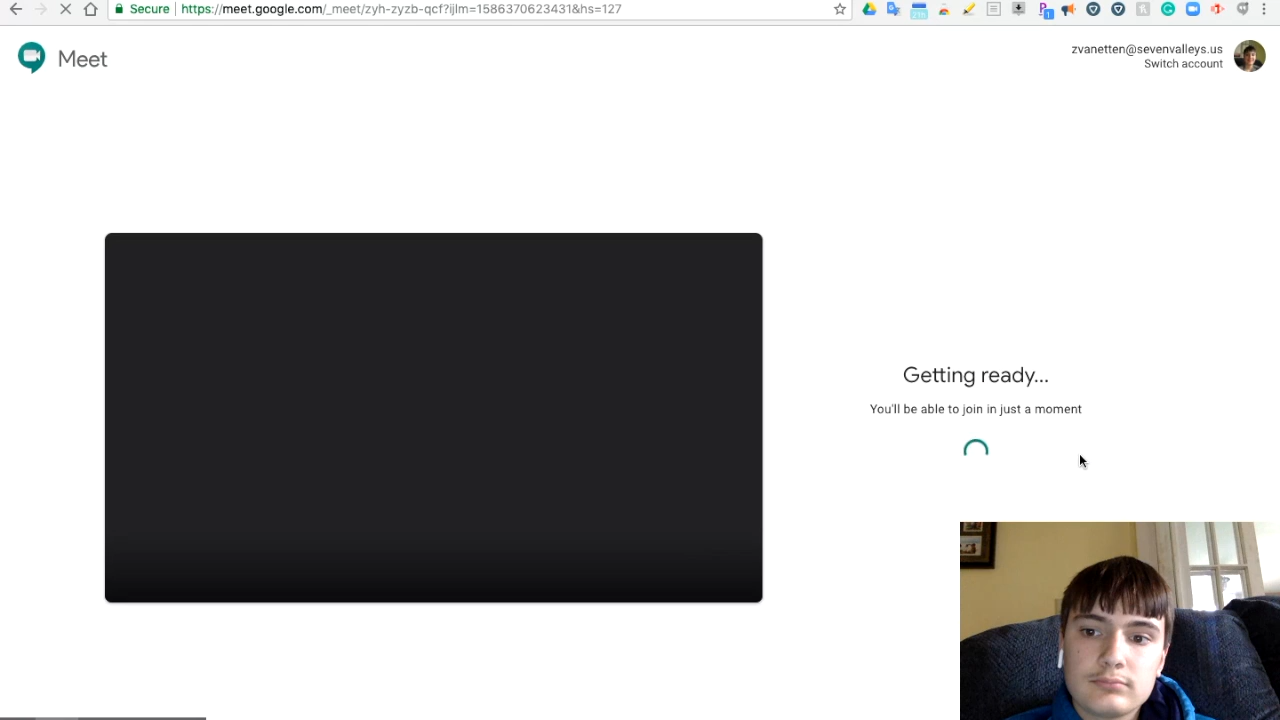 Secure | https://meet.google.com/_meet/zyh-zyzb-qcf?ijlm=1586370623431&hs=127
Meet
zvanetten@sevenvalleys.us
Switch account
Getting ready...
You'll be able to join in just a moment